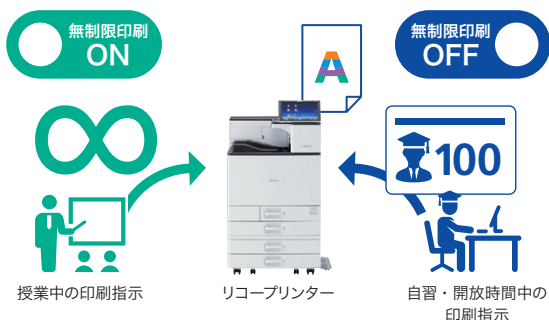 無制限印刷
ON
無制限印刷
OFF
A
100
授業中の印刷指示
リコープリンター
自習・開放時間中の
印刷指示